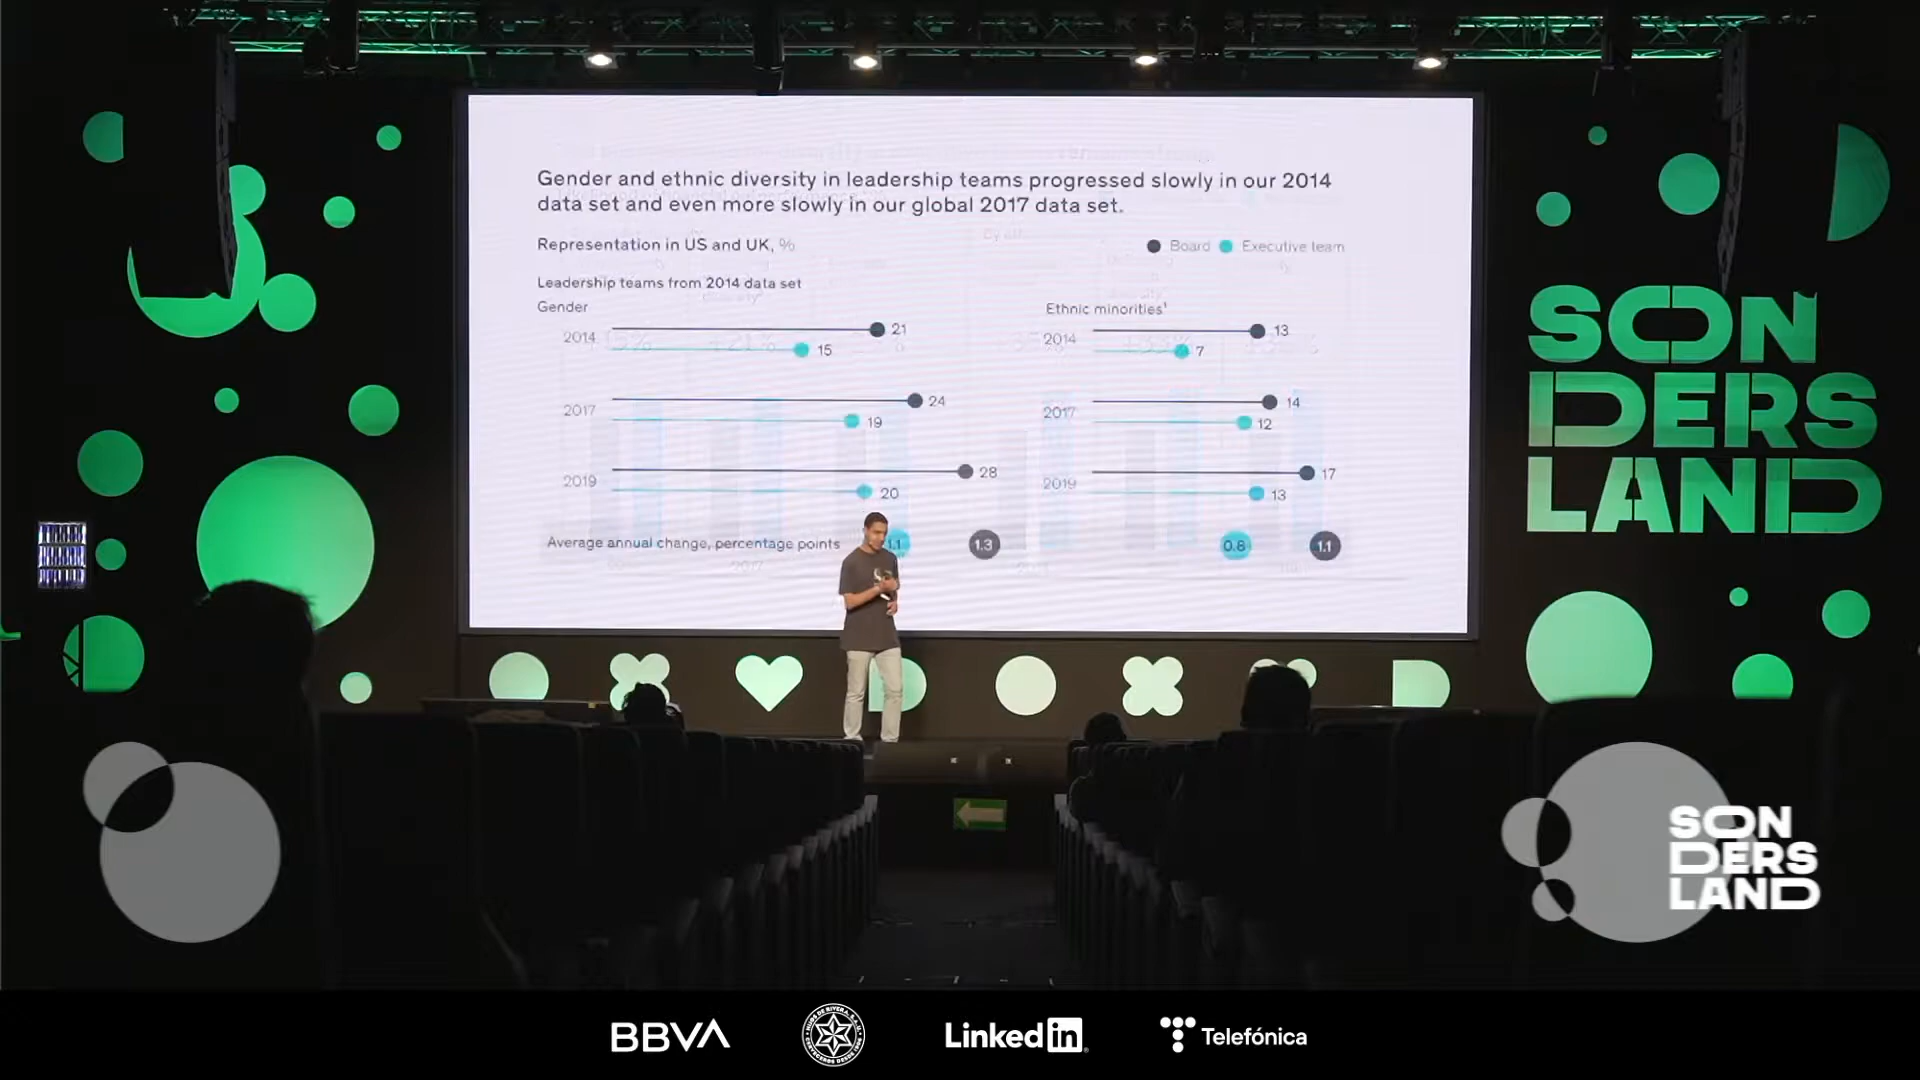 Gender and ethnic diversity in leadership teams progressed slowly in our 2014
data set and even more slowly in our global 2017 data set.
Representation in US and UK, %
Board
Executive team
Leadership teams from 2014 data set
Gender
2014
21
15
2017
24
19
2019
28
20
Ethnic minorities¹
2014
13
7
2017
14
12
2019
17
13
Average annual change, percentage points
1.1
1.3
0.8
1.1
SON
DERS
LAND
SON
DERS
LAND
BBVA
LinkedIn
Telefónica